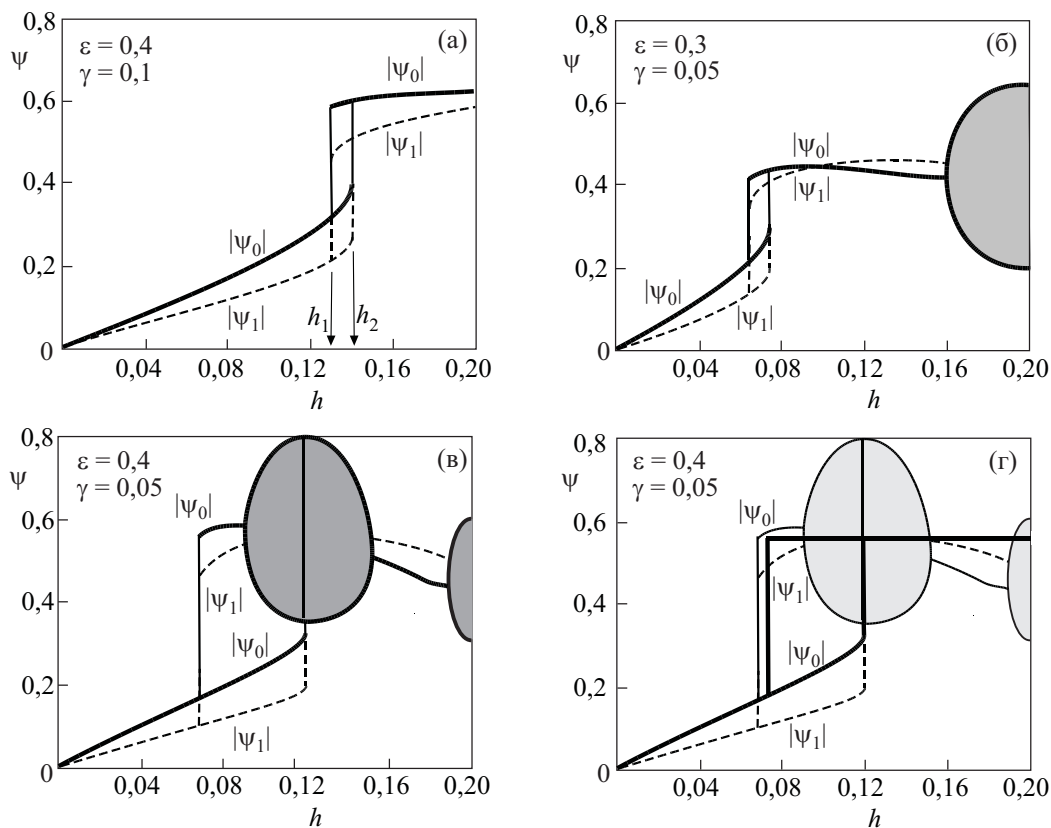 0,8
(а)
ψ
ε = 0,4
γ = 0,1
|ψ0|
0,6
|ψ1|
0,4
|ψ0|
0,2
|ψ1|
h1
h2
0
0,04
0,08
0,12
0,16
0,20
h
0,8
(б)
ψ
ε = 0,3
γ = 0,05
0,6
|ψ0|
0,4
|ψ1|
|ψ0|
0,2
|ψ1|
0
0,04
0,08
0,12
0,16
0,20
h
0,8
(в)
ψ
ε = 0,4
γ = 0,05
|ψ0|
0,6
0,4
|ψ1|
|ψ0|
0,2
|ψ1|
0
0,04
0,08
0,12
0,16
0,20
h
0,8
(г)
ψ
ε = 0,4
γ = 0,05
|ψ0|
0,6
|ψ1|
0,4
|ψ0|
0,2
|ψ1|
0
0,04
0,08
0,12
0,16
0,20
h